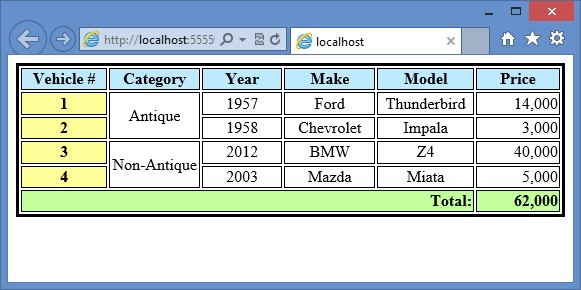 http://localhost:5555
localhost
Vehicle # Category Year Make Model Price
1 Antique 1957 Ford Thunderbird 14,000
2 1958 Chevrolet Impala 3,000
3 Non-Antique 2012 BMW Z4 40,000
4 2003 Mazda Miata 5,000
Total: 62,000